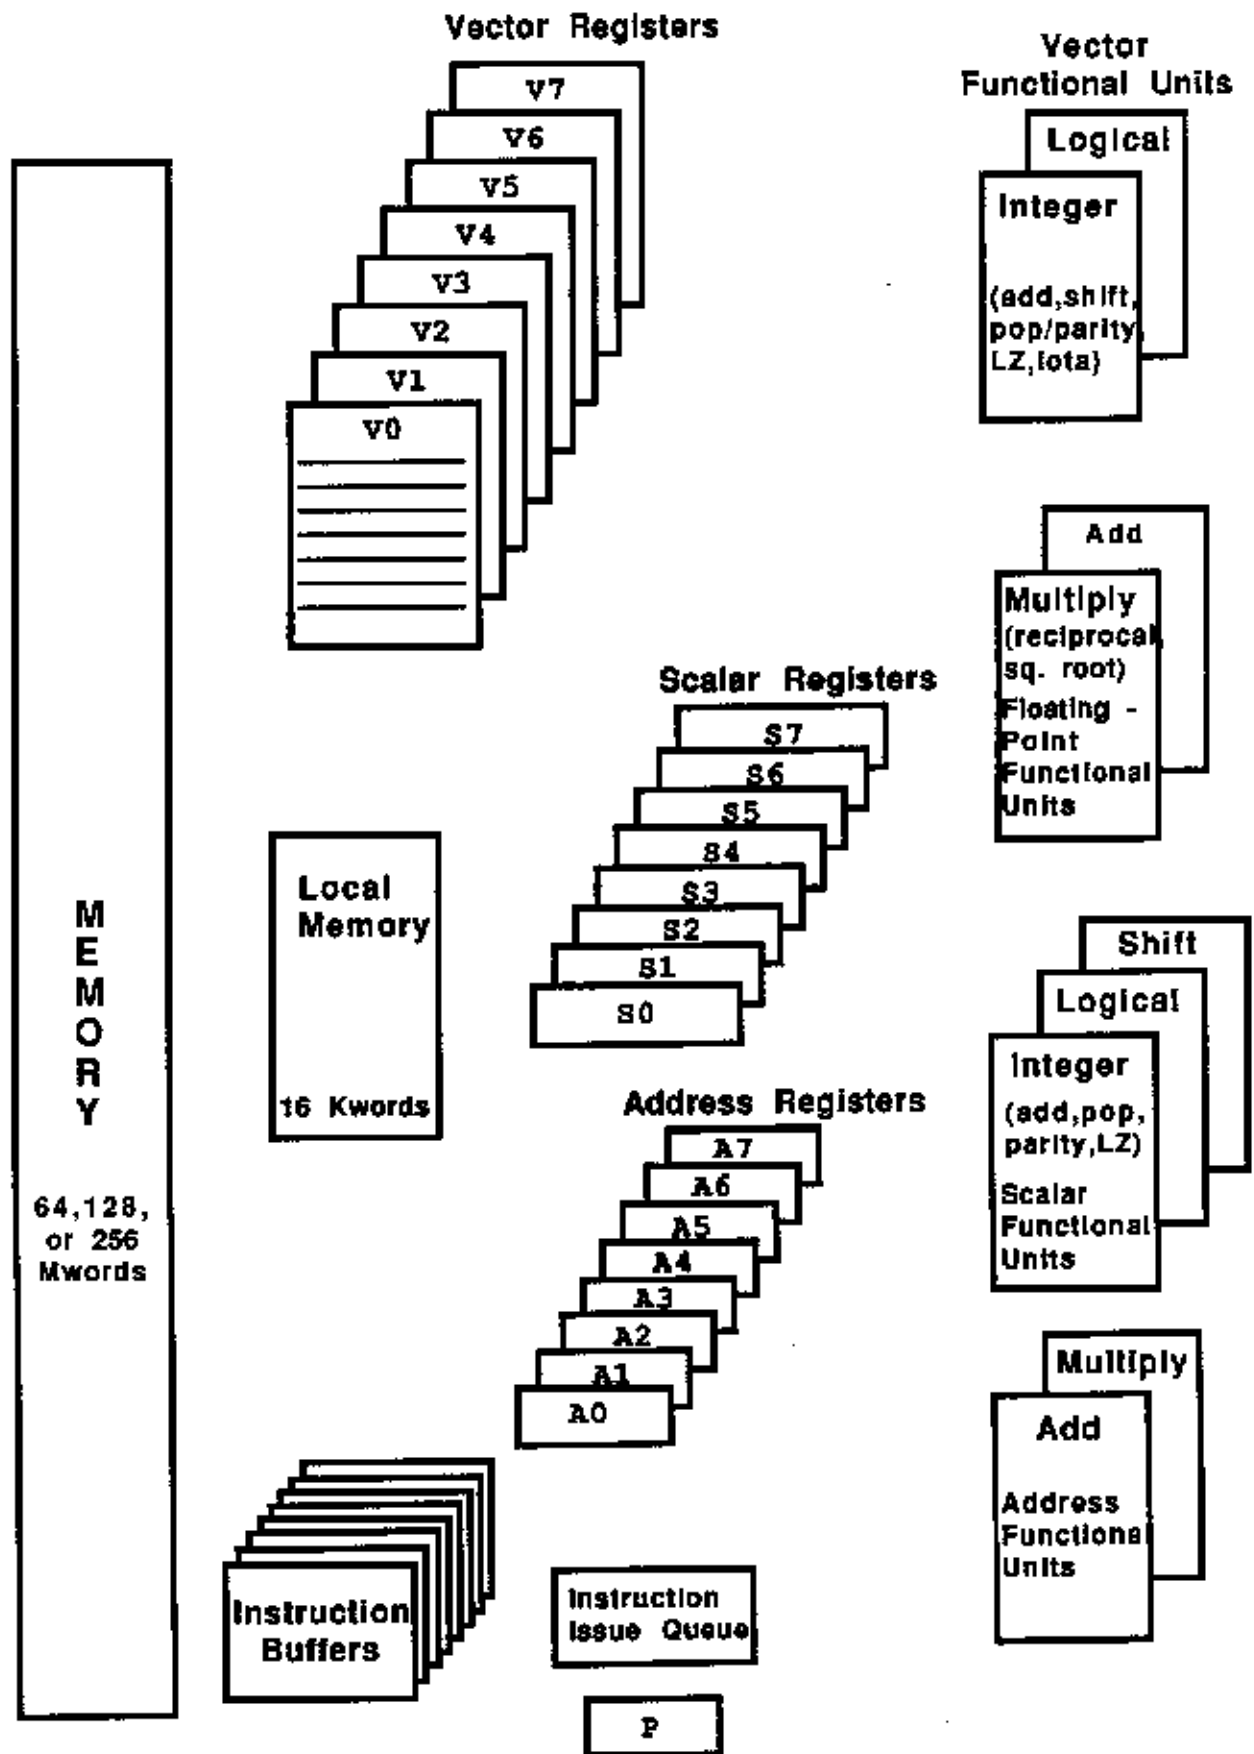 Vector Registers
V7
V6
V5
V4
V3
V2
V1
V0
Vector
Functional Units
Logical
Integer
(add,shift,
pop/parity
LZ,iota)
Add
Multiply
(reciprocal,
sq. root)
Floating -
Point
Functional
Units
Scalar Registers
S7
S6
S5
S4
S3
S2
S1
S0
Shift
Logical
Integer
(add,pop,
parity,LZ)
Scalar
Functional
Units
MEMORY
64,128,
or 256
Mwords
Local
Memory
16 Kwords
Address Registers
A7
A6
A5
A4
A3
A2
A1
A0
Multiply
Add
Address
Functional
Units
Instruction
Buffers
Instruction
Issue Queue
P